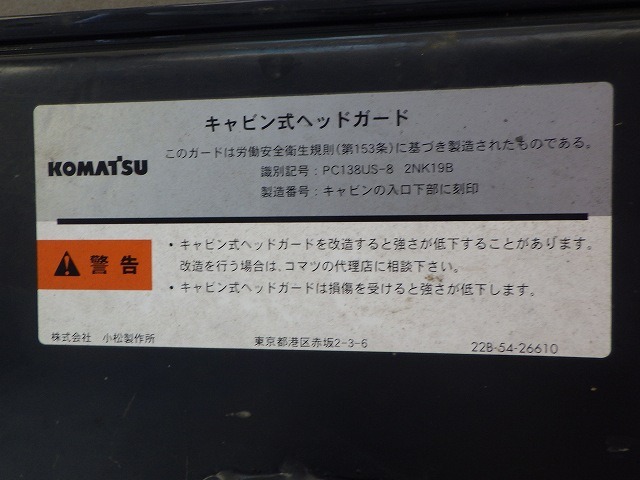 キャビン式ヘッドガード
このガードは労働安全衛生規則(第153条)に基づき製造されたものである。
KOMATSU
識別記号：PC138US-8 2NK19B
製造番号：キャビンの入口下部に刻印
警告
・キャビン式ヘッドガードを改造すると強さが低下することがあります。
改造を行う場合は、コマツの代理店に相談下さい。
・キャビン式ヘッドガードは損傷を受けると強さが低下します。
株式会社 小松製作所 東京都港区赤坂2-3-6 22B-54-26610